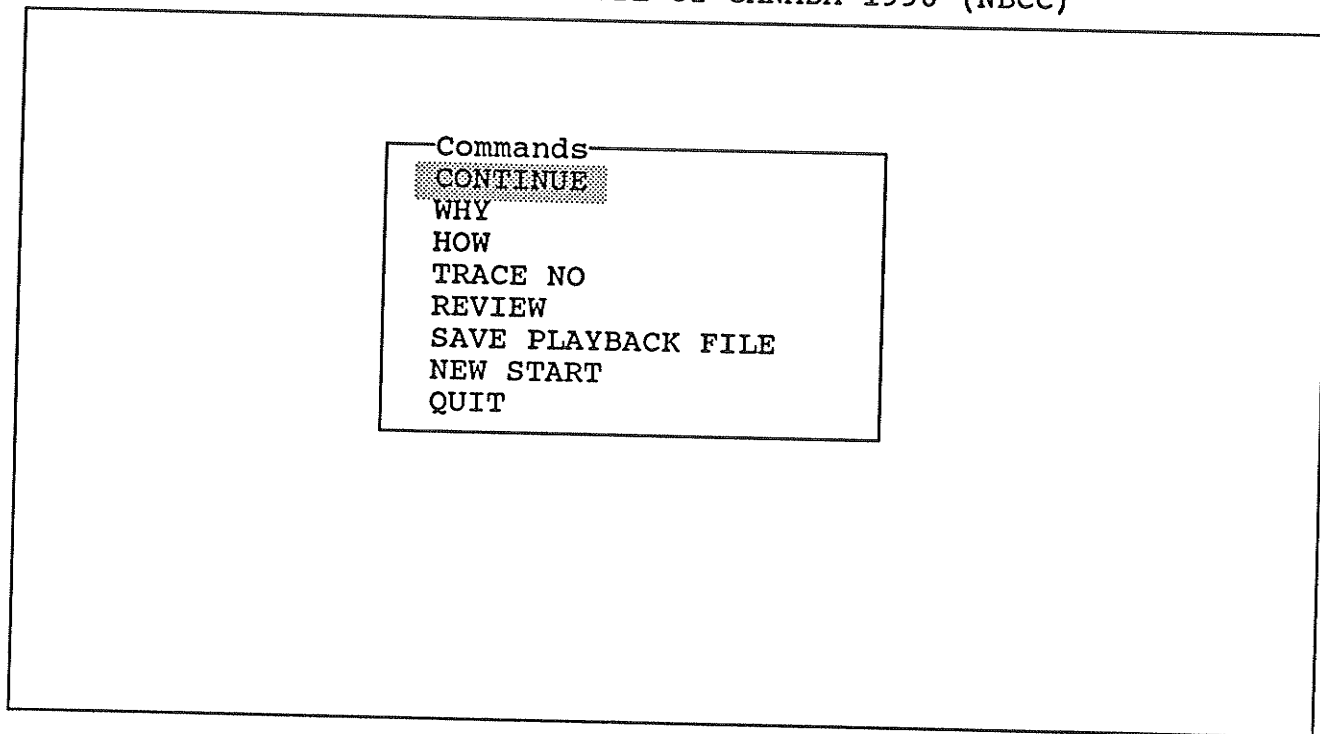 CANADA 1990 (NBCC)
Commands
CONTINUE
WHY
HOW
TRACE NO
REVIEW
SAVE PLAYBACK FILE
NEW START
QUIT